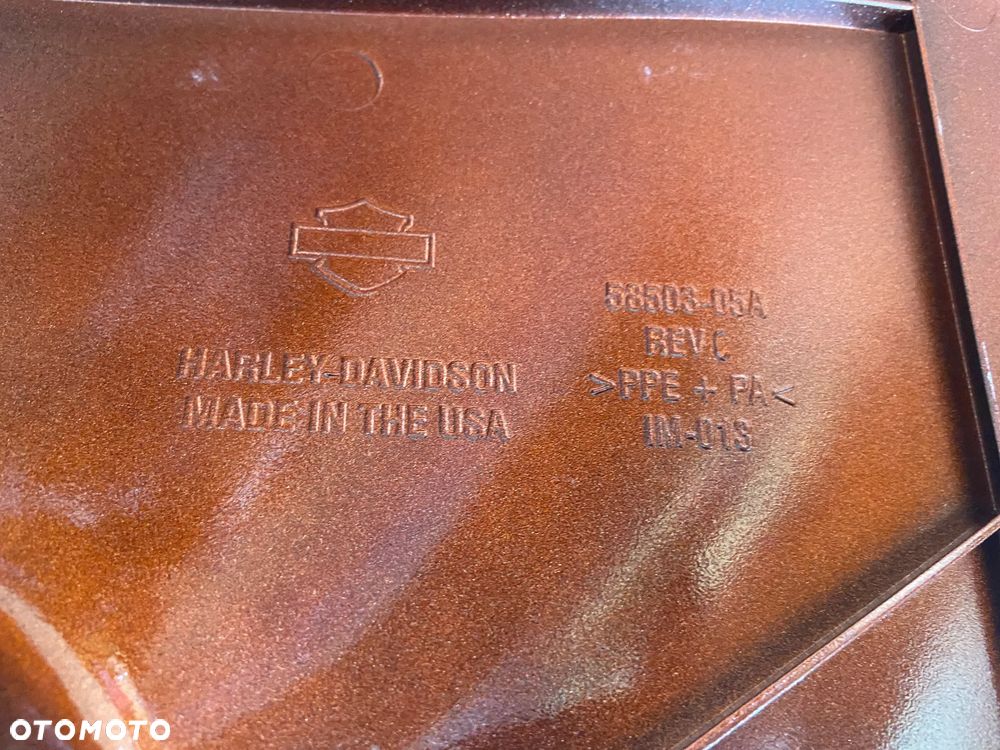 HARLEY-DAVIDSON
MADE IN THE USA
58503-05A
REV.C
>PPE + PA<
IM-013
OTOMOTO